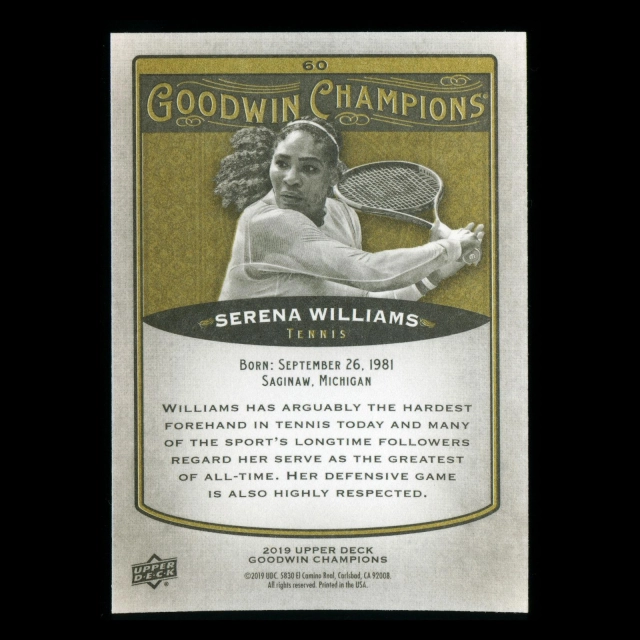 60
GOODWIN CHAMPIONS®
SERENA WILLIAMS
TENNIS
BORN: SEPTEMBER 26, 1981
SAGINAW, MICHIGAN
WILLIAMS HAS ARGUABLY THE HARDEST
FOREHAND IN TENNIS TODAY AND MANY
OF THE SPORT'S LONGTIME FOLLOWERS
REGARD HER SERVE AS THE GREATEST
OF ALL-TIME. HER DEFENSIVE GAME
IS ALSO HIGHLY RESPECTED.
2019 UPPER DECK
GOODWIN CHAMPIONS
UPPER
DECK®
©2019 UDC. 5830 El Camino Real, Carlsbad, CA 92008.
All rights reserved. Printed in the USA.